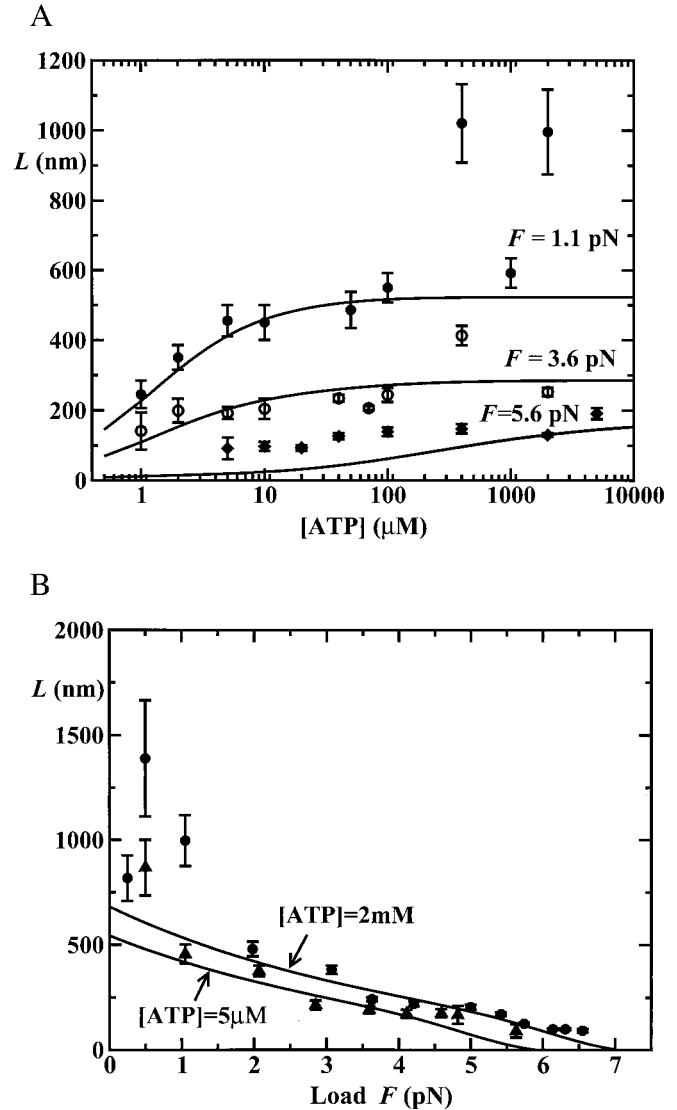 A
1200
1000
L (nm)
800
F = 1.1 pN
600
400
F = 3.6 pN
200
F=5.6 pN
0
1 10 100 1000 10000
[ATP] (μM)
B
2000
L (nm)
1500
1000
[ATP]=2mM
500
[ATP]=5μM
0
0 1 2 3 4 5 6 7
Load F (pN)